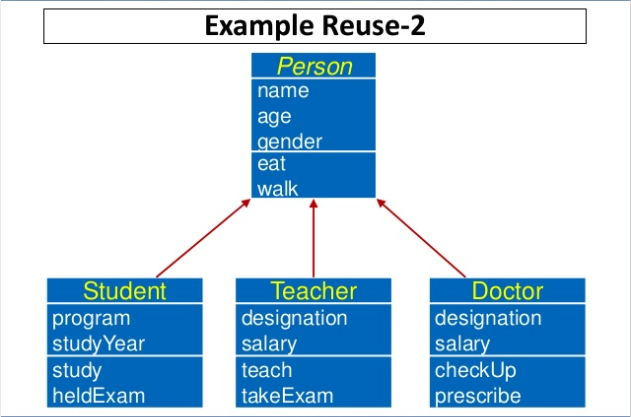 Example Reuse-2
Person
name
age
gender
eat
walk
Student
program
studyYear
study
heldExam
Teacher
designation
salary
teach
takeExam
Doctor
designation
salary
checkUp
prescribe